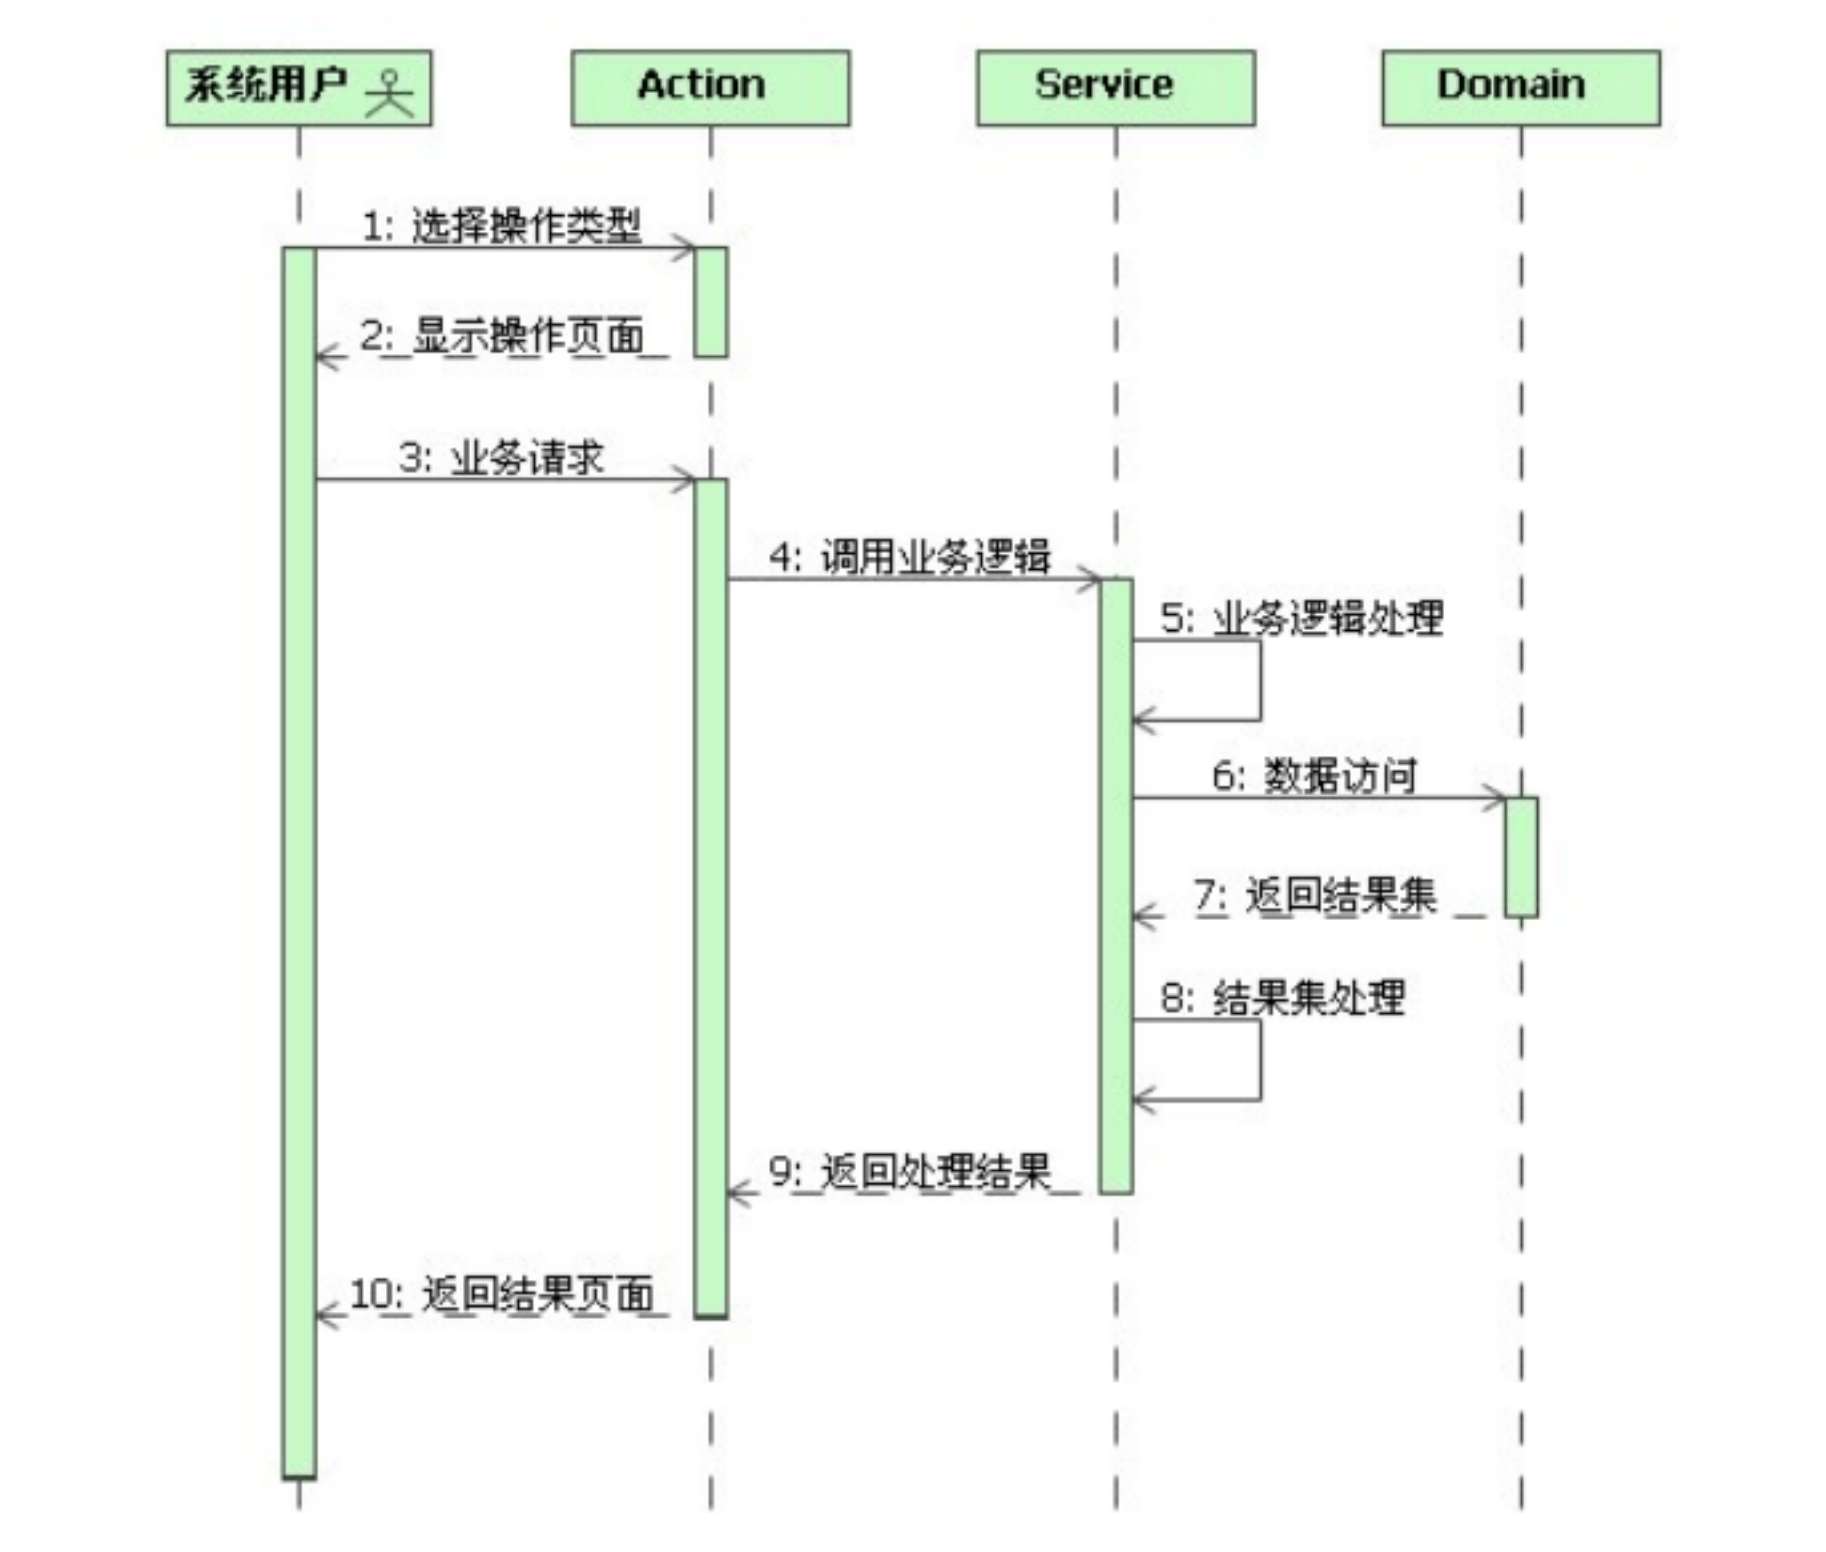 系统用户
Action
Service
Domain
1: 选择操作类型
2: 显示操作页面
3: 业务请求
4: 调用业务逻辑
5: 业务逻辑处理
6: 数据访问
7: 返回结果集
8: 结果集处理
9: 返回处理结果
10: 返回结果页面